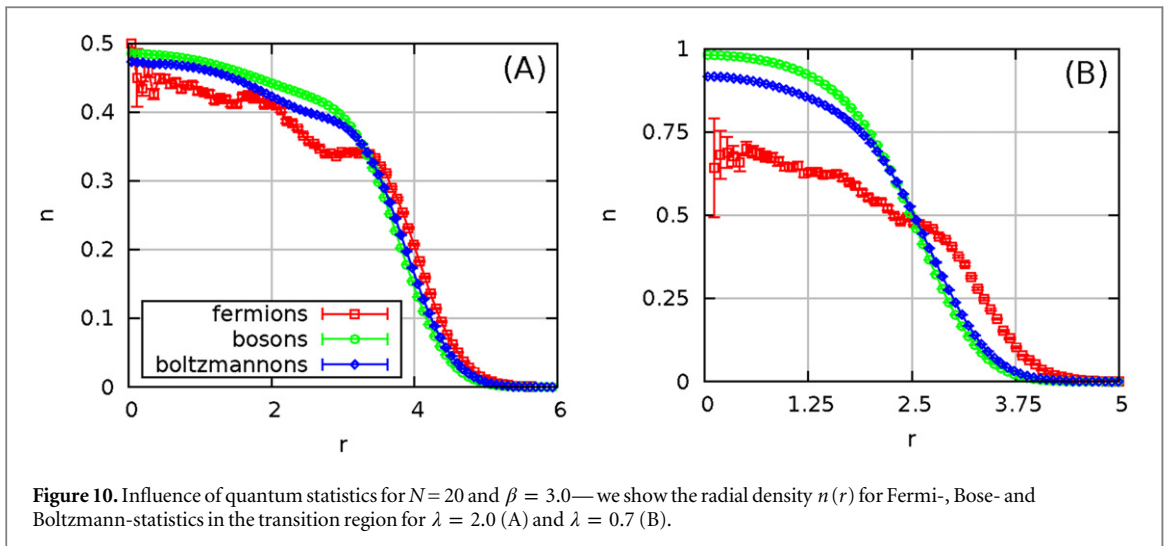 0.5
0.4
0.3
0.2
0.1
0
n
0
2
4
6
r
(A)
fermions
bosons
boltzmannons
1
0.75
0.5
0.25
0
n
0
1.25
2.5
3.75
5
r
(B)
Figure 10. Influence of quantum statistics for N = 20 and β = 3.0— we show the radial density n(r) for Fermi-, Bose- and
Boltzmann-statistics in the transition region for λ = 2.0 (A) and λ = 0.7 (B).